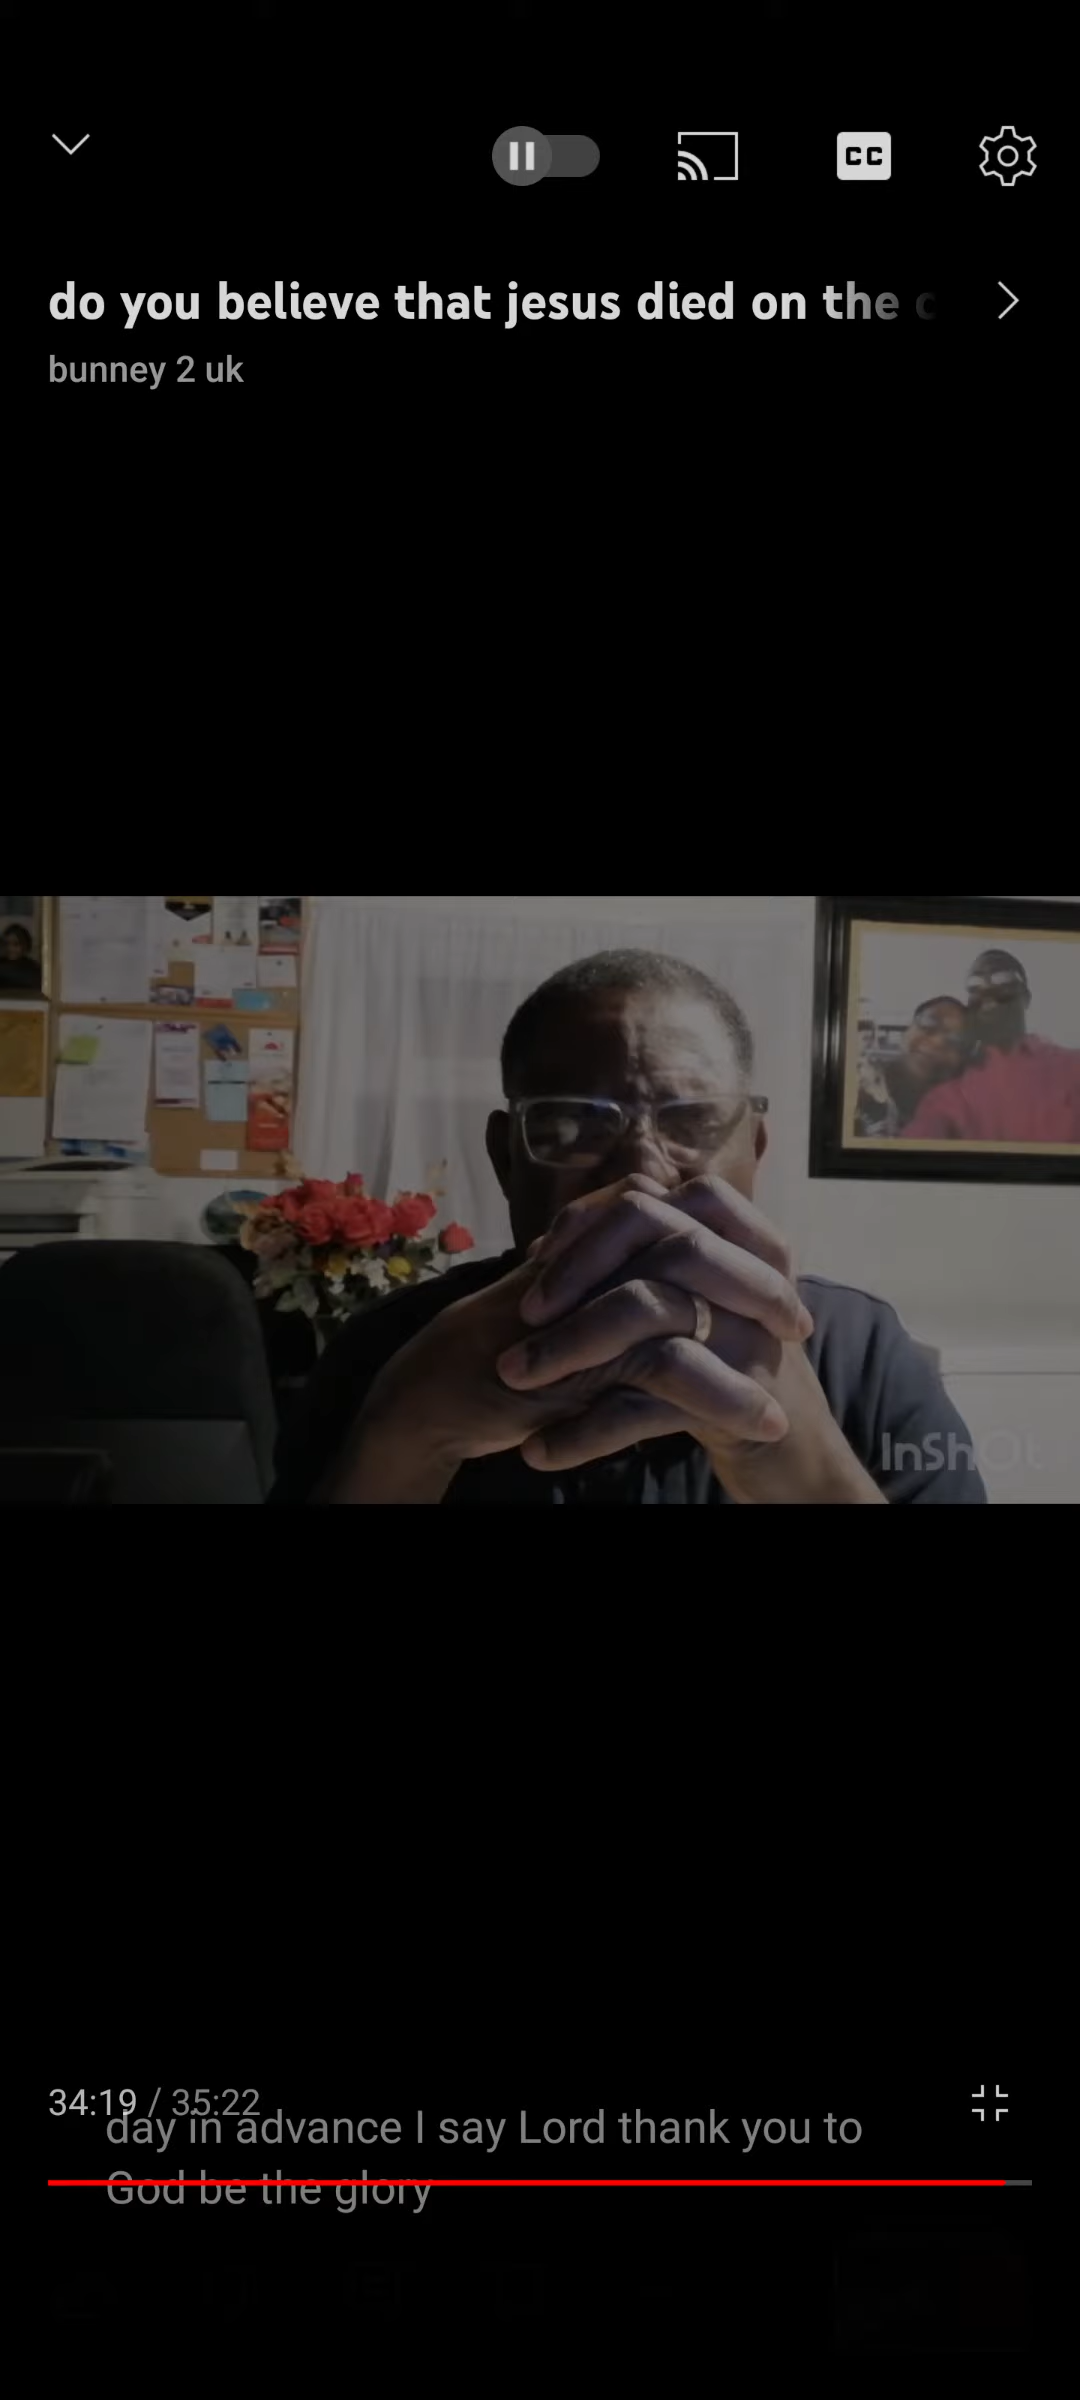 CC
do you believe that jesus died on the
bunney 2 uk
InShOt
34:19 / 35:22
day in advance I say Lord thank you to
God be the glory